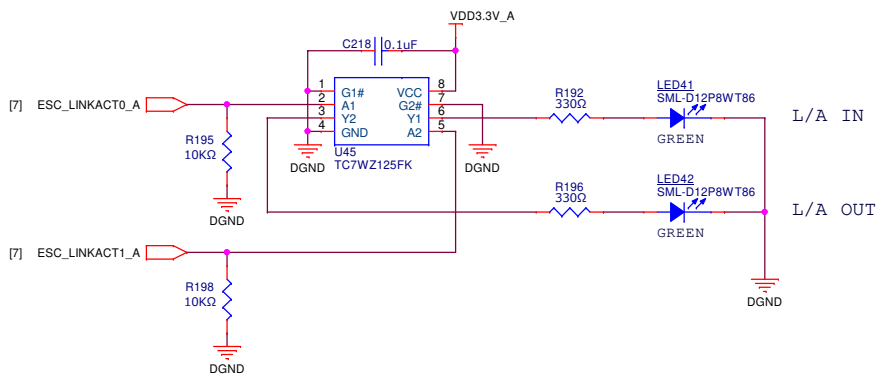 VDD3.3V_A
C218 0.1uF
[7] ESC_LINKACT0_A
1 G1# VCC 8
2 A1 G2# 7
3 Y2 Y1 6
4 GND A2 5
U45
TC7WZ125FK
R195
10KΩ
DGND
DGND
DGND
R192
330Ω
LED41
SML-D12P8WT86
GREEN
L/A IN
R196
330Ω
LED42
SML-D12P8WT86
GREEN
L/A OUT
[7] ESC_LINKACT1_A
R198
10KΩ
DGND
DGND